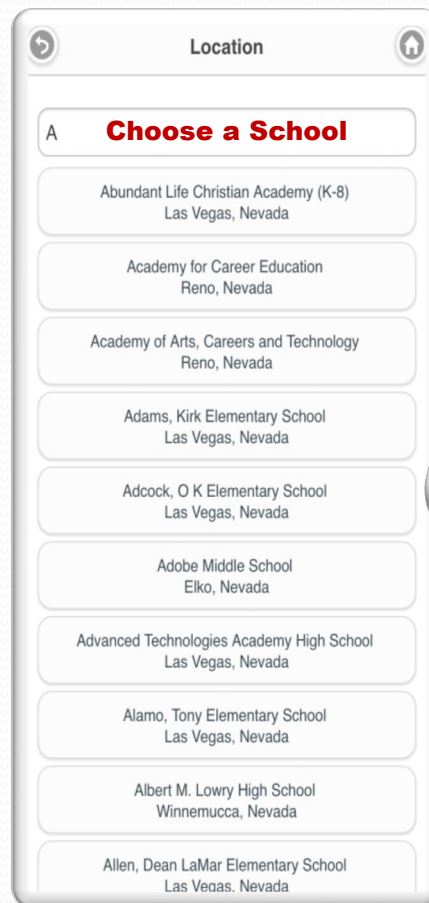 Location
A Choose a School
Abundant Life Christian Academy (K-8)
Las Vegas, Nevada
Academy for Career Education
Reno, Nevada
Academy of Arts, Careers and Technology
Reno, Nevada
Adams, Kirk Elementary School
Las Vegas, Nevada
Adcock, O K Elementary School
Las Vegas, Nevada
Adobe Middle School
Elko, Nevada
Advanced Technologies Academy High School
Las Vegas, Nevada
Alamo, Tony Elementary School
Las Vegas, Nevada
Albert M. Lowry High School
Winnemucca, Nevada
Allen, Dean LaMar Elementary School
Las Vegas, Nevada